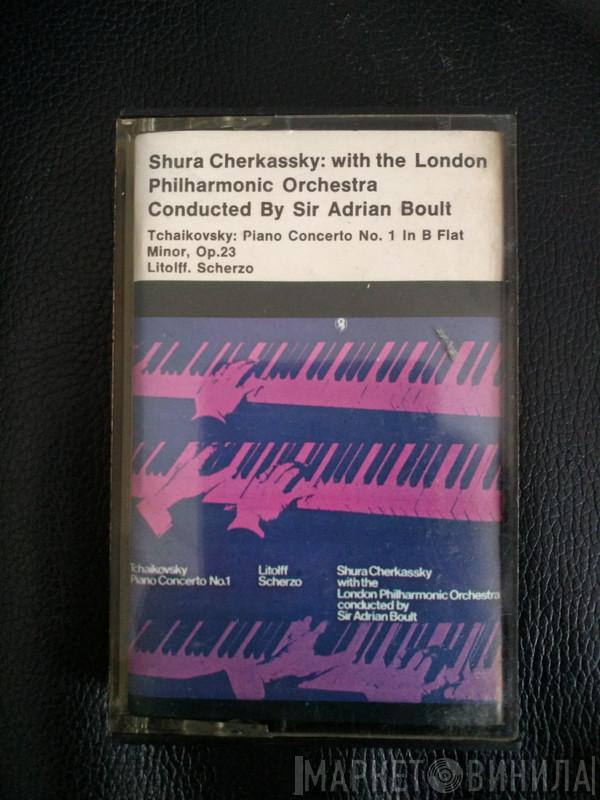 Shura Cherkassky: with the London
Philharmonic Orchestra
Conducted By Sir Adrian Boult
Tchaikovsky: Piano Concerto No. 1 In B Flat
Minor, Op.23
Litolff. Scherzo
Tchaikovsky
Piano Concerto No.1
Litolff
Scherzo
Shura Cherkassky
with the
London Philharmonic Orchestra
conducted by
Sir Adrian Boult
МАРКЕТ ВИНИЛА